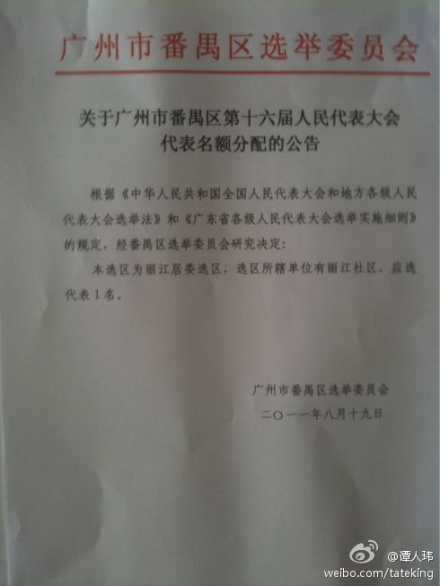 广州市番禺区选举委员会
关于广州市番禺区第十六届人民代表大会
代表名额分配的公告
根据《中华人民共和国全国人民代表大会和地方各级人民
代表大会选举法》和《广东省各级人民代表大会选举实施细则》
的规定，经番禺区选举委员会研究决定：
本选区为丽江居委选区，选区所辖单位有丽江社区，应选
代表1名。
广州市番禺区选举委员会
二〇一一年八月十九日
@谭人玮
weibo.com/tateking